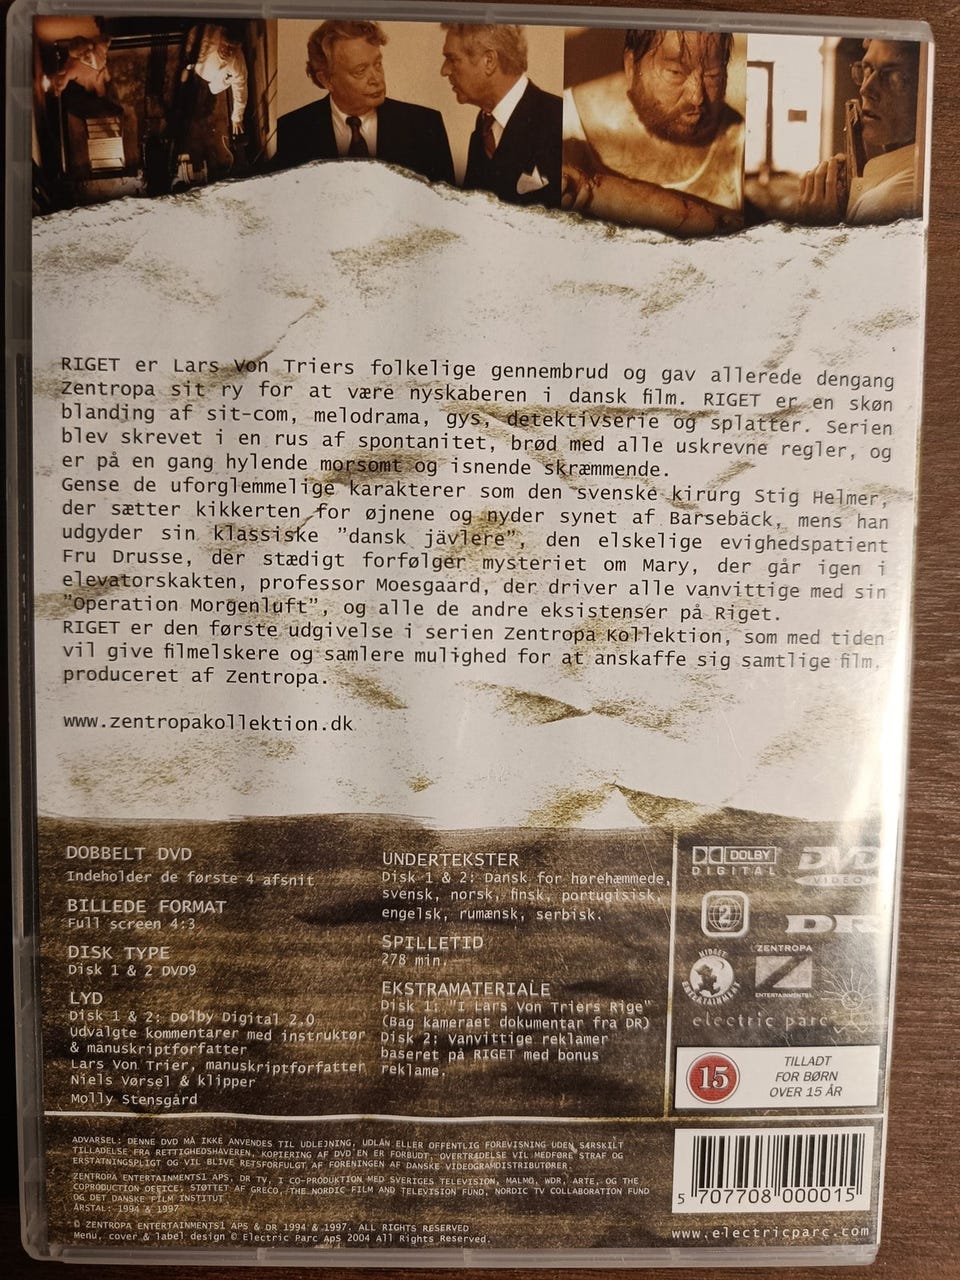 RIGET er Lars Von Triers folkelige gennembrud og gav allerede dengang
Zentropa sit ry for at være nyskaberen i dansk film. RIGET er en skøn
blanding af sit-com, melodrama, gys, detektivserie og splatter. Serien
blev skrevet i en rus af spontanitet, brød med alle uskrevne regler, og
er på en gang hylende morsomt og isnende skræmmende.
Gense de uforglemmelige karakterer som den svenske kirurg Stig Helmer,
der sætter kikkerten for øjnene og nyder synet af Barsebäck, mens han
udgyder sin klassiske "dansk jävlere", den elskelige evighedspatient
Fru Drusse, der stædigt forfølger mysteriet om Mary, der går igen i
elevatorskakten, professor Moesgaard, der driver alle vanvittige med sin
"Operation Morgenluft", og alle de andre eksistenser på Riget.
RIGET er den første udgivelse i serien Zentropa Kollektion, som med tiden
vil give filmelskere og samlere mulighed for at anskaffe sig samtlige film,
produceret af Zentropa.
www.zentropakollektion.dk
DOBBELT DVD
Indeholder de første 4 afsnit
BILLEDE FORMAT
Full screen 4:3
DISK TYPE
Disk 1 & 2 DVD9
LYD
Disk 1 & 2: Dolby Digital 2.0
Udvalgte kommentarer med instruktør
& manuskriptforfatter
Lars Von Trier, manuskriptforfatter
Niels Vørsel & klipper
Molly Stensgård
UNDERTEKSTER
Disk 1 & 2: Dansk for hørehæmmede,
svensk, norsk, finsk, portugisisk,
engelsk, rumænsk, serbisk.
SPILLETID
278 min.
EKSTRAMATERIALE
Disk 1: "I Lars Von Triers Rige"
(Bag kameraet dokumentar fra DR)
Disk 2: Vanvittige reklamer
baseret på RIGET med bonus
reklame.
DOLBY
DIGITAL
DVD
VIDEO
2
DR
MIDGET
ENTERTAINMENT
ZENTROPA
Z
ENTERTAINMENTS1
electric parc
15
TILLADT
FOR BØRN
OVER 15 ÅR
ADVARSEL: DENNE DVD MÅ IKKE ANVENDES TIL UDLEJNING, UDLÅN ELLER OFFENTLIG FOREVISNING UDEN SÆRSKILT
TILLADELSE FRA RETTIGHEDSHAVEREN. KOPIERING AF DVD'EN ER FORBUDT. OVERTRÆDELSE VIL MEDFØRE STRAF OG
ERSTATNINGSPLIGT OG VIL BLIVE RETSFORFULGT AF FORENINGEN AF DANSKE VIDEOGRAMDISTRIBUTØRER.
ZENTROPA ENTERTAINMENTS1 APS, DR TV, I CO-PRODUKTION MED SVERIGES TELEVISION, MALMO, WDR, ARTE, OG THE
COPRODUCTION OFFICE; STØTTET AF GRECO, THE NORDIC FILM AND TELEVISION FUND, NORDIC TV COLLABORATION FUND
OG DET DANSKE FILM INSTITUT
ÅRSTAL: 1994 & 1997
© ZENTROPA ENTERTAINMENTS1 APS & DR 1994 & 1997. ALL RIGHTS RESERVED
Menu, cover & label design © Electric Parc ApS 2004 All Rights Reserved.
5 707708 000015
www.electricparc.com